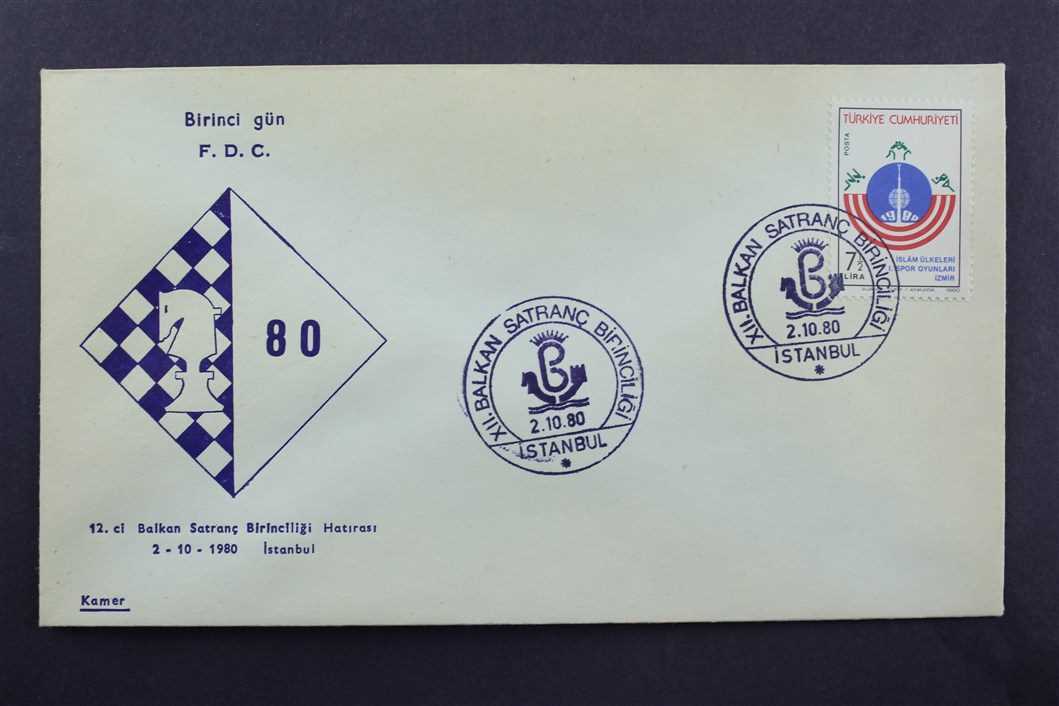 Birinci gün
F. D. C.
80
12. ci Balkan Satranç Birinciliği Hatırası
2 - 10 - 1980 İstanbul
Kamer
XII. BALKAN SATRANÇ BİRİNCİLİĞİ
2.10.80
İSTANBUL
TÜRKİYE CUMHURİYETİ
POSTA
1980
7½
LİRA
İSLÂM ÜLKELERİ
I. SPOR OYUNLARI
İZMİR
1980
XII. BALKAN SATRANÇ BİRİNCİLİĞİ
2.10.80
İSTANBUL